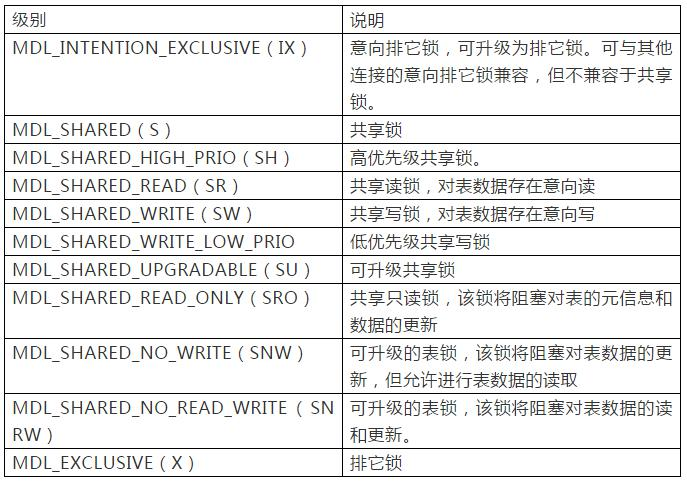 级别
说明
MDL_INTENTION_EXCLUSIVE（IX）
意向排它锁，可升级为排它锁。可与其他
连接的意向排它锁兼容，但不兼容于共享
锁。
MDL_SHARED（S）
共享锁
MDL_SHARED_HIGH_PRIO（SH）
高优先级共享锁。
MDL_SHARED_READ（SR）
共享读锁，对表数据存在意向读
MDL_SHARED_WRITE（SW）
共享写锁，对表数据存在意向写
MDL_SHARED_WRITE_LOW_PRIO
低优先级共享写锁
MDL_SHARED_UPGRADABLE（SU）
可升级共享锁
MDL_SHARED_READ_ONLY（SRO）
共享只读锁，该锁将阻塞对表的元信息和
数据的更新
MDL_SHARED_NO_WRITE（SNW）
可升级的表锁，该锁将阻塞对表数据的更
新，但允许进行表数据的读取
MDL_SHARED_NO_READ_WRITE（SN
RW）
可升级的表锁，该锁将阻塞对表数据的读
和更新。
MDL_EXCLUSIVE（X）
排它锁